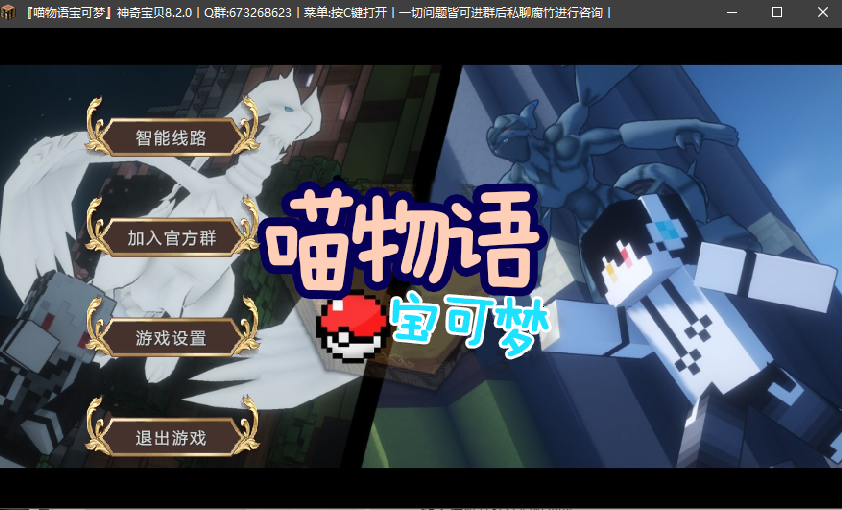 『喵物语宝可梦』神奇宝贝8.2.0丨Q群:673268623丨菜单:按C键打开丨一切问题皆可进群后私聊腐竹进行咨询丨
智能线路
加入官方群
游戏设置
退出游戏
喵物语
宝可梦